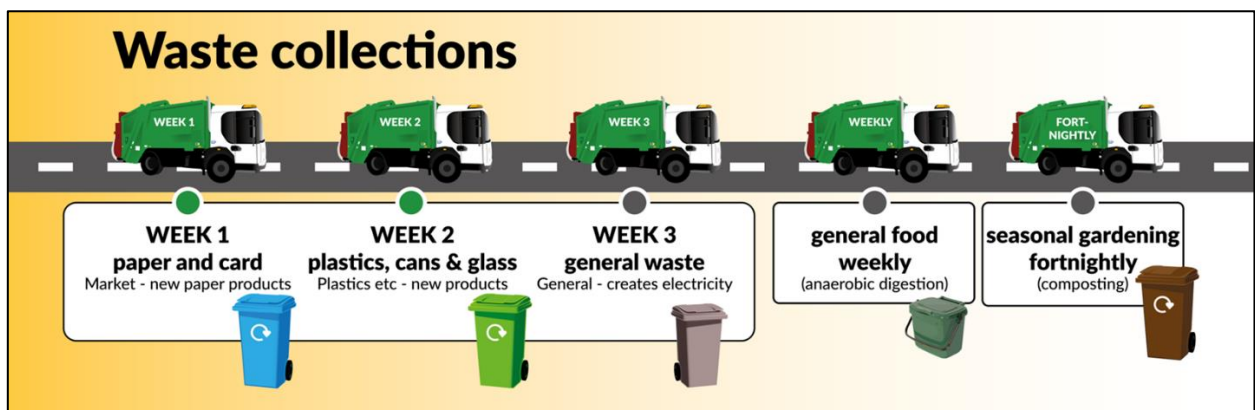 Waste collections
WEEK 1
WEEK 2
WEEK 3
WEEKLY
FORT-
NIGHTLY
WEEK 1
paper and card
Market - new paper products
WEEK 2
plastics, cans & glass
Plastics etc - new products
WEEK 3
general waste
General - creates electricity
general food
weekly
(anaerobic digestion)
seasonal gardening
fortnightly
(composting)